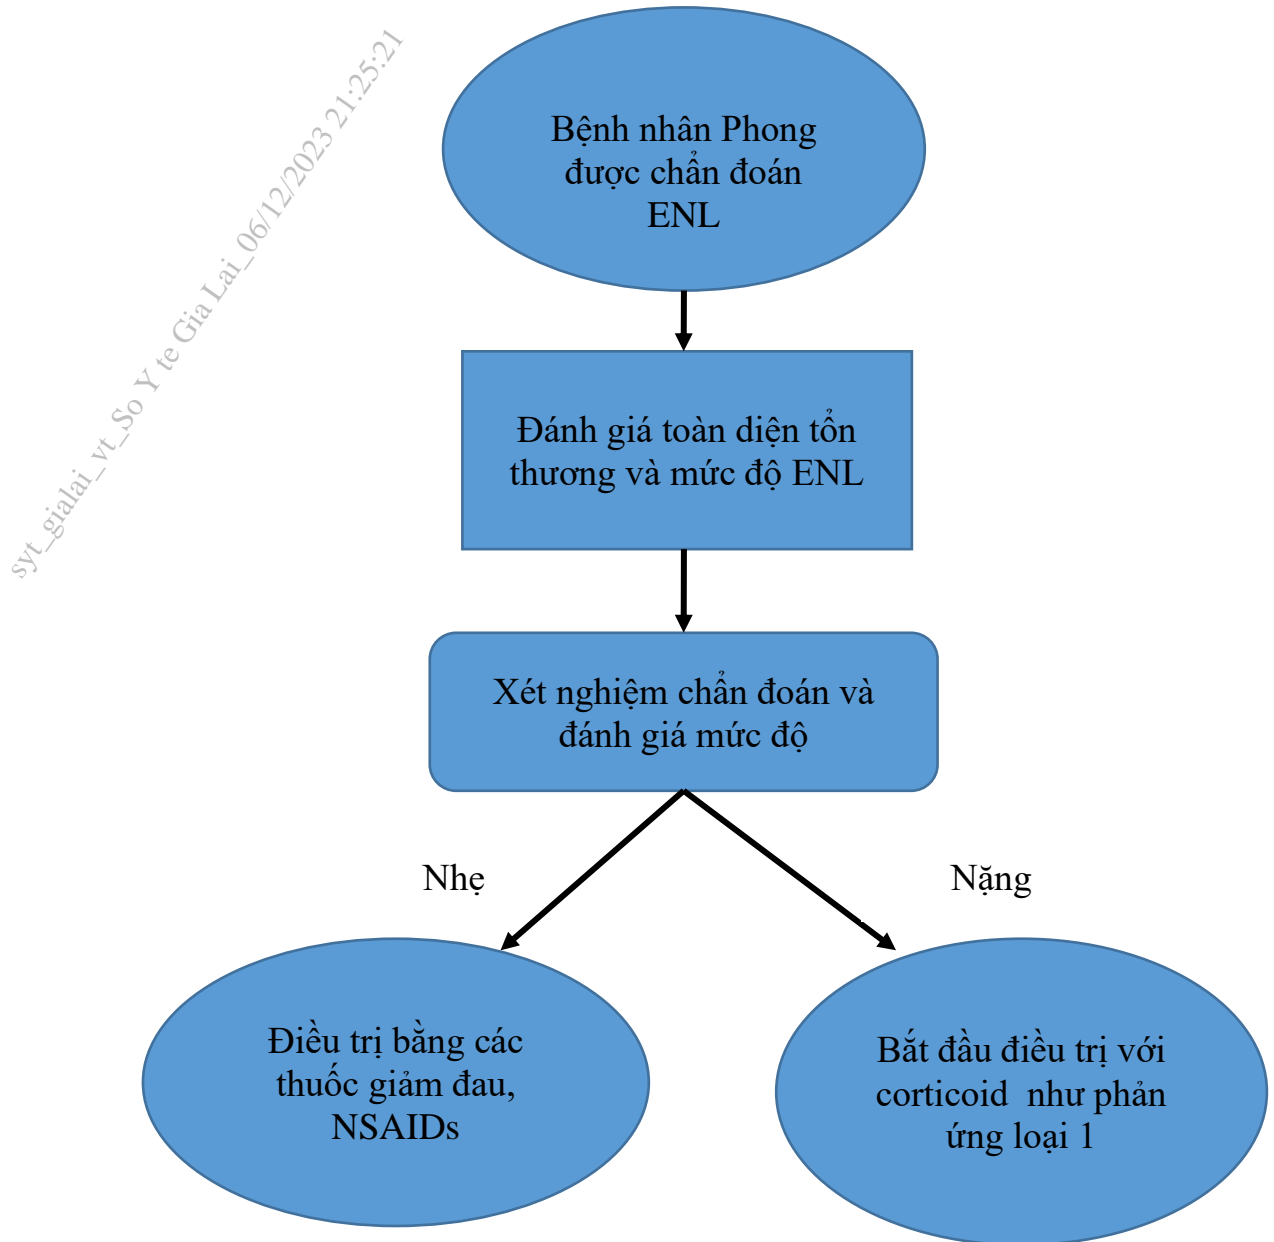 syt_gialai_vt_So Y te Gia Lai_06/12/2023 21:25:21
Bệnh nhân Phong
được chẩn đoán
ENL
Đánh giá toàn diện tổn
thương và mức độ ENL
Xét nghiệm chẩn đoán và
đánh giá mức độ
Nhẹ
Nặng
Điều trị bằng các
thuốc giảm đau,
NSAIDs
Bắt đầu điều trị với
corticoid  như phản
ứng loại 1